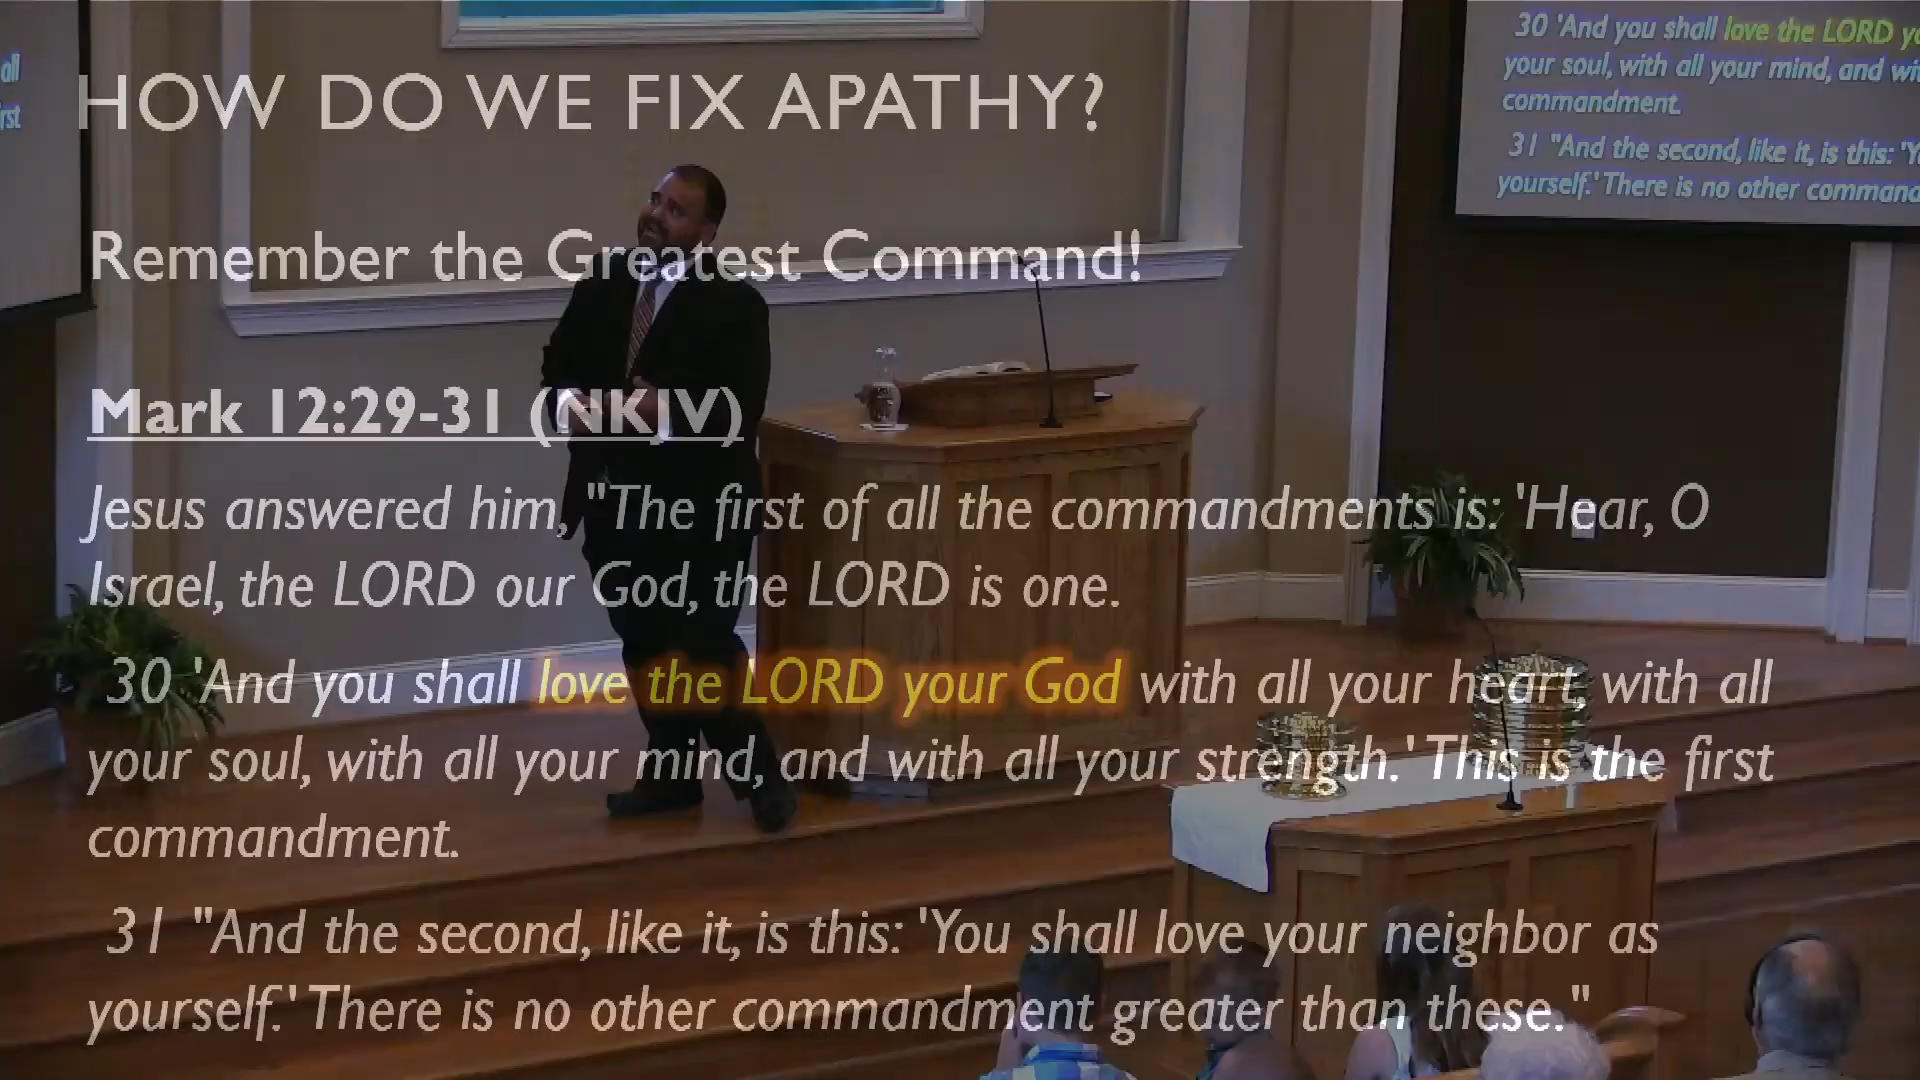 HOW DO WE FIX APATHY?
Remember the Greatest Command!
Mark 12:29-31 (NKJV)
Jesus answered him, "The first of all the commandments is: 'Hear, O
Israel, the LORD our God, the LORD is one.
30 'And you shall love the LORD your God with all your heart, with all
your soul, with all your mind, and with all your strength.' This is the first
commandment.
31 "And the second, like it, is this: 'You shall love your neighbor as
yourself.' There is no other commandment greater than these."
all
rst
30 'And you shall love the LORD yo
your soul, with all your mind, and wi
commandment.
31 "And the second, like it, is this: 'Y
yourself.' There is no other command